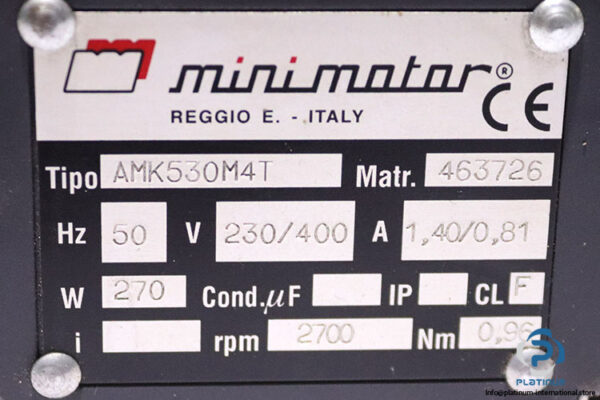 minimotor®
REGGIO E. - ITALY
CE
Tipo AMK530M4T Matr. 463726
Hz 50 V 230/400 A 1,40/0,81
W 270 Cond.µF IP CL F
i rpm 2700 Nm 0,96
PLATINUM
info@platinum-international.store